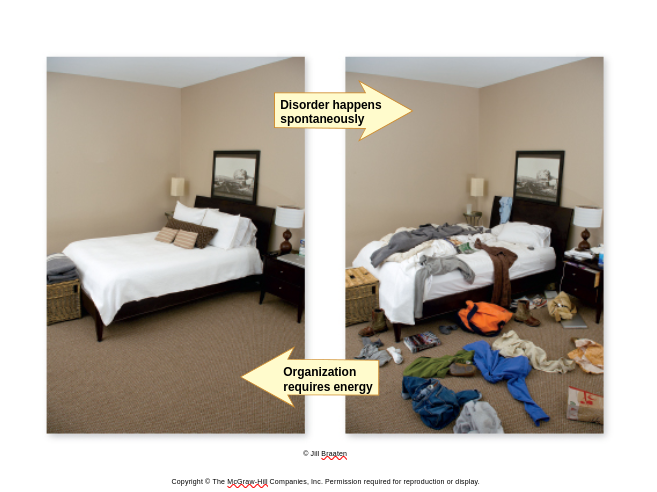 Disorder happens
spontaneously
Organization
requires energy
© Jill Braaten
Copyright © The McGraw-Hill Companies, Inc. Permission required for reproduction or display.